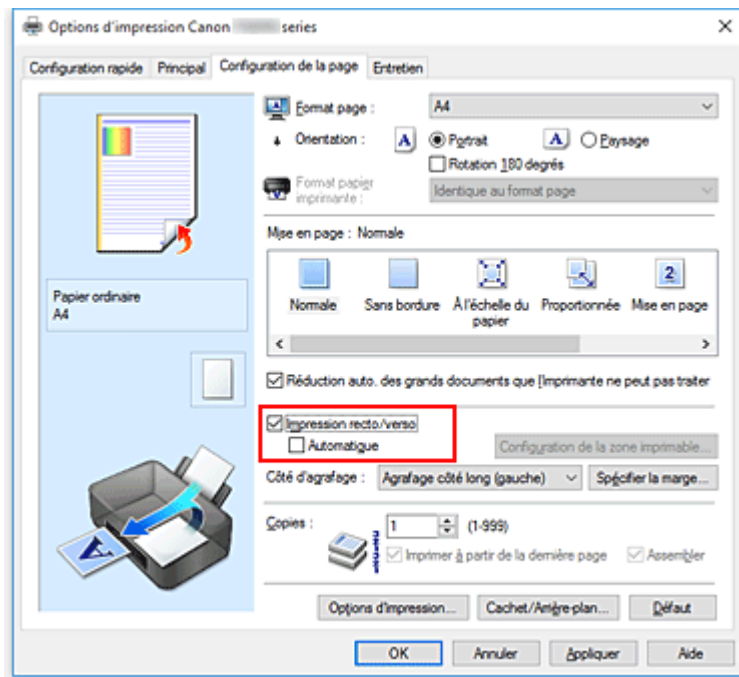 Options d'impression Canon series
Configuration rapide Principal Configuration de la page Entretien
Format page : A4
Orientation : A Portrait A Paysage
Rotation 180 degrés
Format papier imprimante : Identique au format page
Mise en page : Normale
Normale Sans bordure À l'échelle du papier Proportionnée Mise en page
Papier ordinaire
A4
Réduction auto. des grands documents que l'imprimante ne peut pas traiter
Impression recto/verso
Automatique Configuration de la zone imprimable...
Côté d'agrafage : Agrafage côté long (gauche) Spécifier la marge...
Copies : 1 (1-999)
Imprimer à partir de la dernière page Assembler
Options d'impression... Cachet/Arrière-plan... Défaut
OK Annuler Appliquer Aide